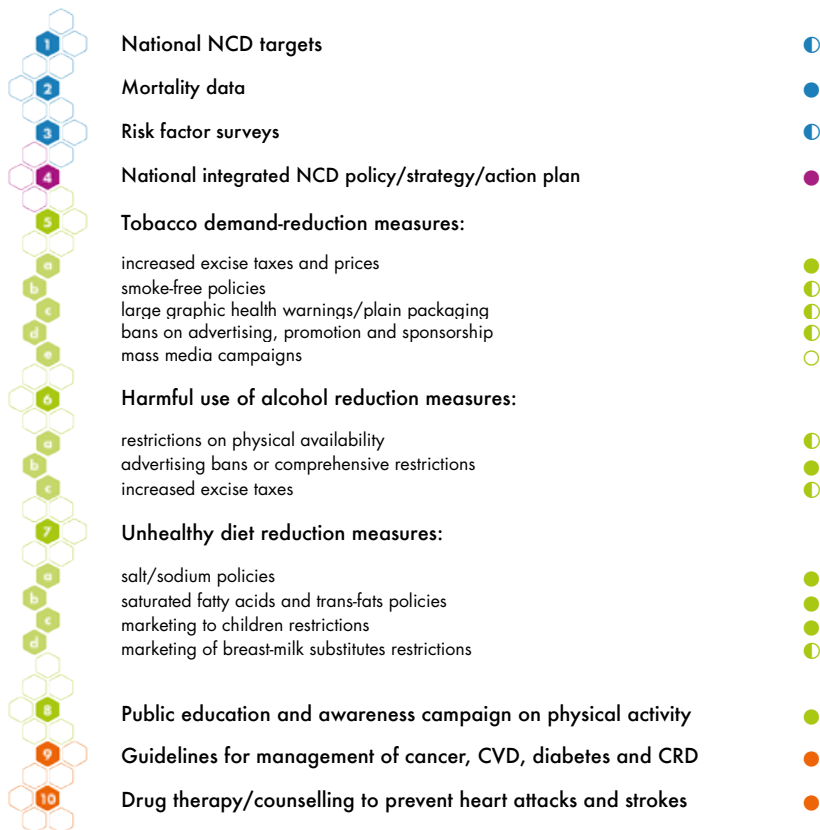 1 National NCD targets
2 Mortality data
3 Risk factor surveys
4 National integrated NCD policy/strategy/action plan
5 Tobacco demand-reduction measures:
a increased excise taxes and prices
b smoke-free policies
c large graphic health warnings/plain packaging
d bans on advertising, promotion and sponsorship
e mass media campaigns
6 Harmful use of alcohol reduction measures:
a restrictions on physical availability
b advertising bans or comprehensive restrictions
c increased excise taxes
7 Unhealthy diet reduction measures:
a salt/sodium policies
b saturated fatty acids and trans-fats policies
c marketing to children restrictions
d marketing of breast-milk substitutes restrictions
8 Public education and awareness campaign on physical activity
9 Guidelines for management of cancer, CVD, diabetes and CRD
10 Drug therapy/counselling to prevent heart attacks and strokes